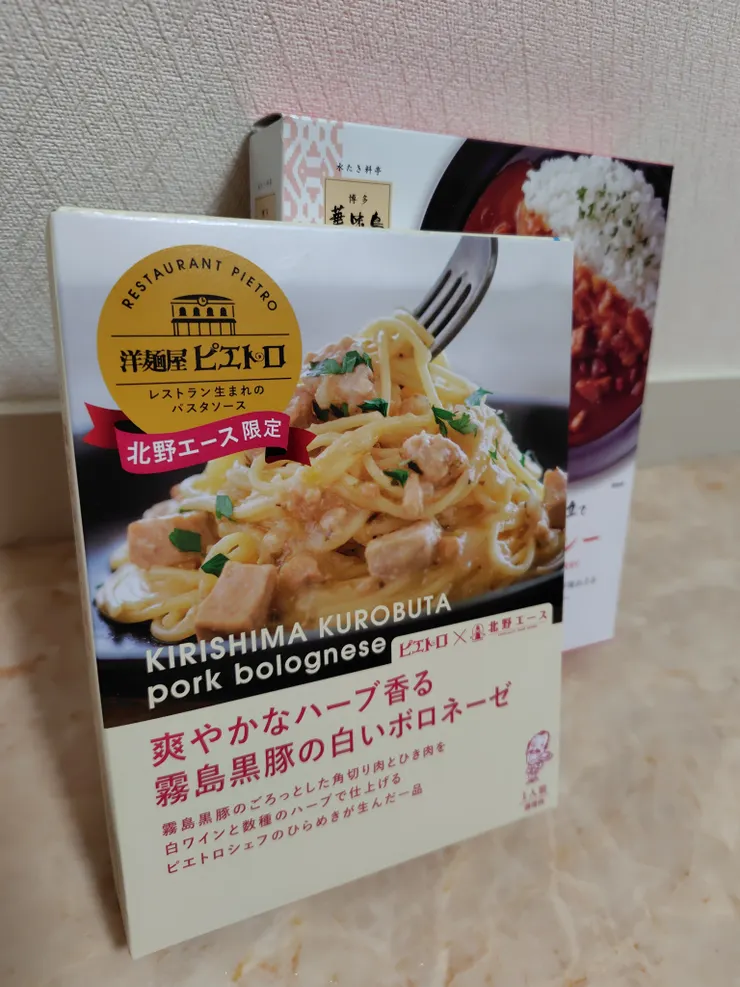 RESTAURANT PIETRO
洋麺屋 ピエトロ
レストラン生まれの
パスタソース
北野エース限定
KIRISHIMA KUROBUTA
pork bolognese
ピエトロ×北野エース
爽やかなハーブ香る
霧島黒豚の白いボロネーゼ
霧島黒豚のごろっとした角切り肉とひき肉を
白ワインと数種のハーブで仕上げる
ピエトロシェフのひらめきが生んだ一品
1人前
水たき料亭
博多
華味鳥